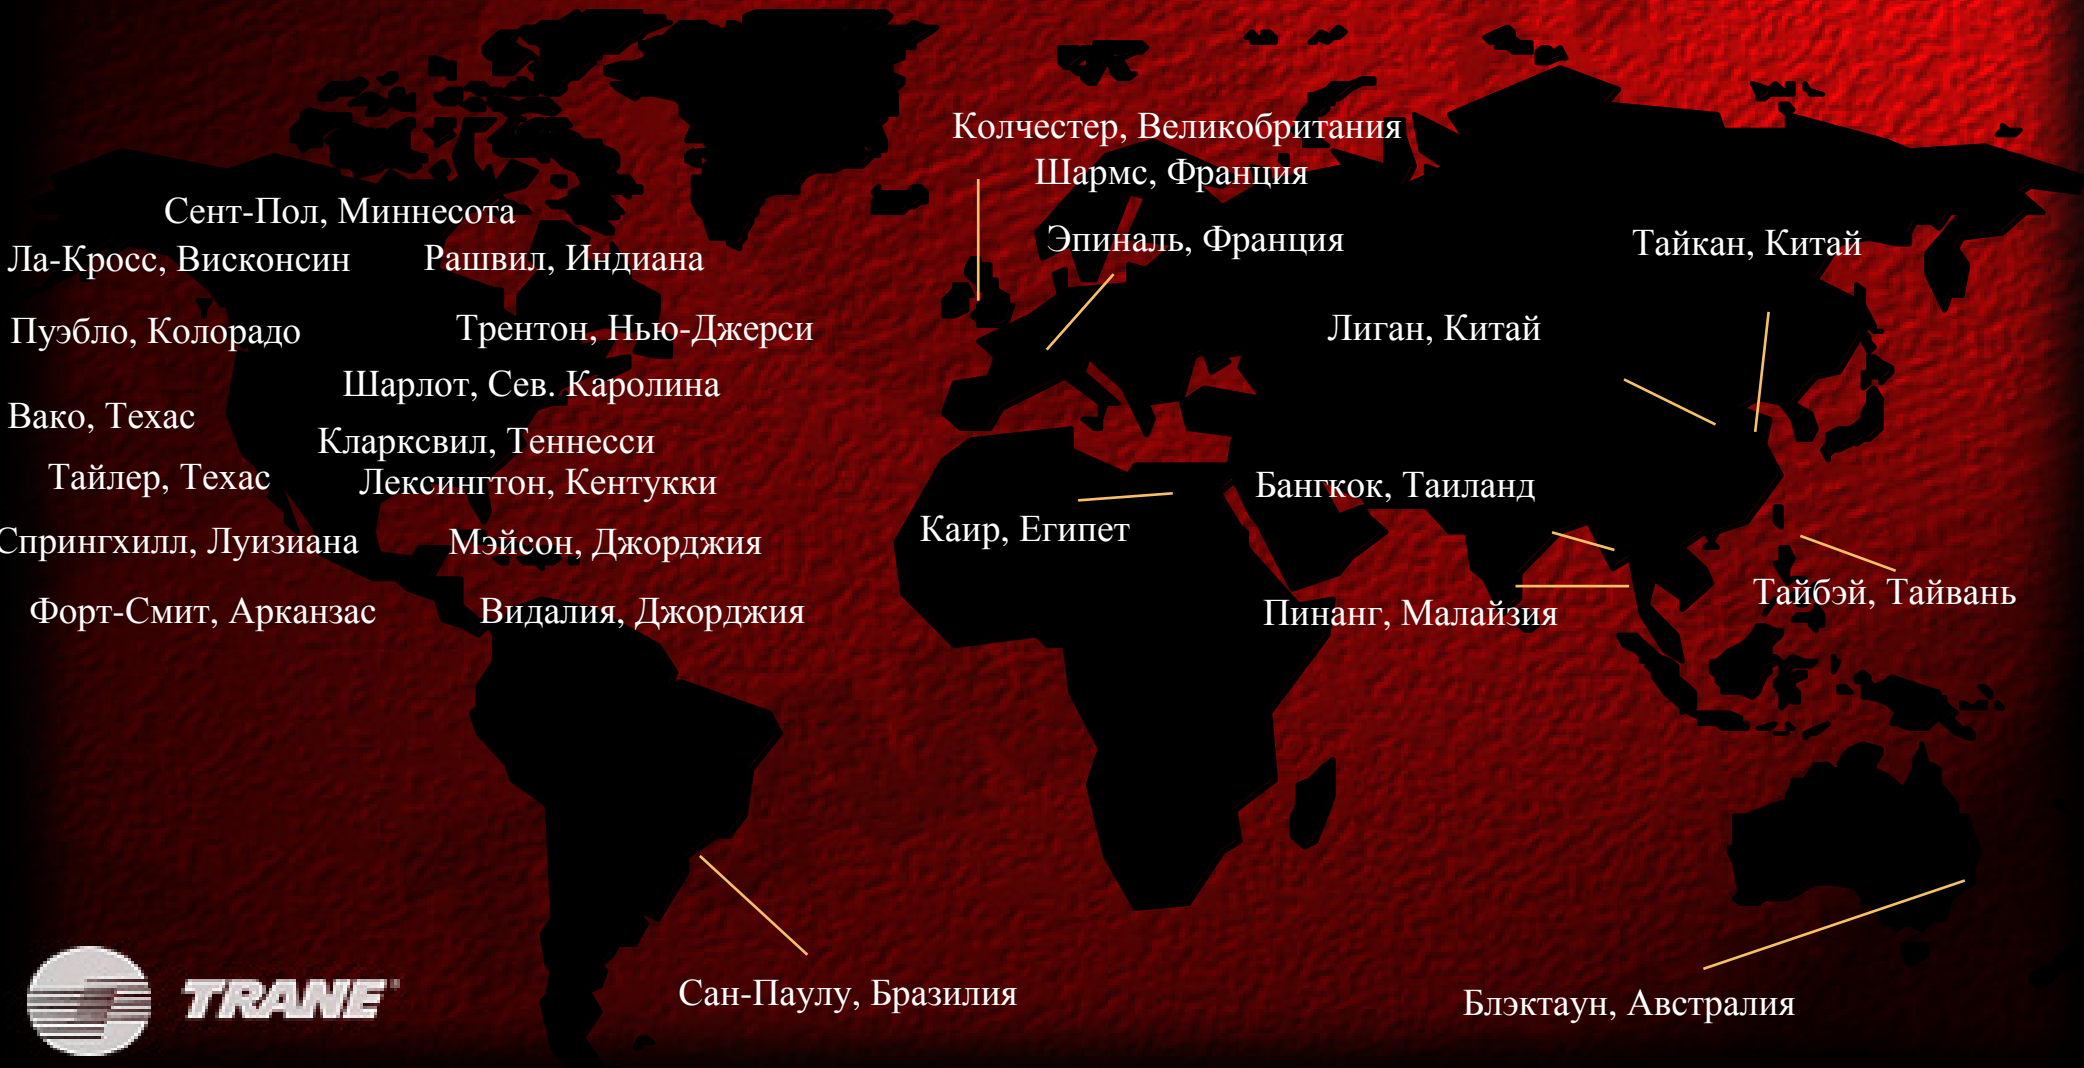 Колчестер, Великобритания
Шармс, Франция
Сент-Пол, Миннесота
Эпиналь, Франция
Тайкан, Китай
Ла-Кросс, Висконсин
Рашвил, Индиана
Пуэбло, Колорадо
Трентон, Нью-Джерси
Лиган, Китай
Шарлот, Сев. Каролина
Вако, Техас
Кларксвил, Теннесси
Тайлер, Техас
Лексингтон, Кентукки
Бангкок, Таиланд
Каир, Египет
Спрингхилл, Луизиана
Мэйсон, Джорджия
Тайбэй, Тайвань
Форт-Смит, Арканзас
Видалия, Джорджия
Пинанг, Малайзия
Сан-Паулу, Бразилия
Блэктаун, Австралия
TRANE®